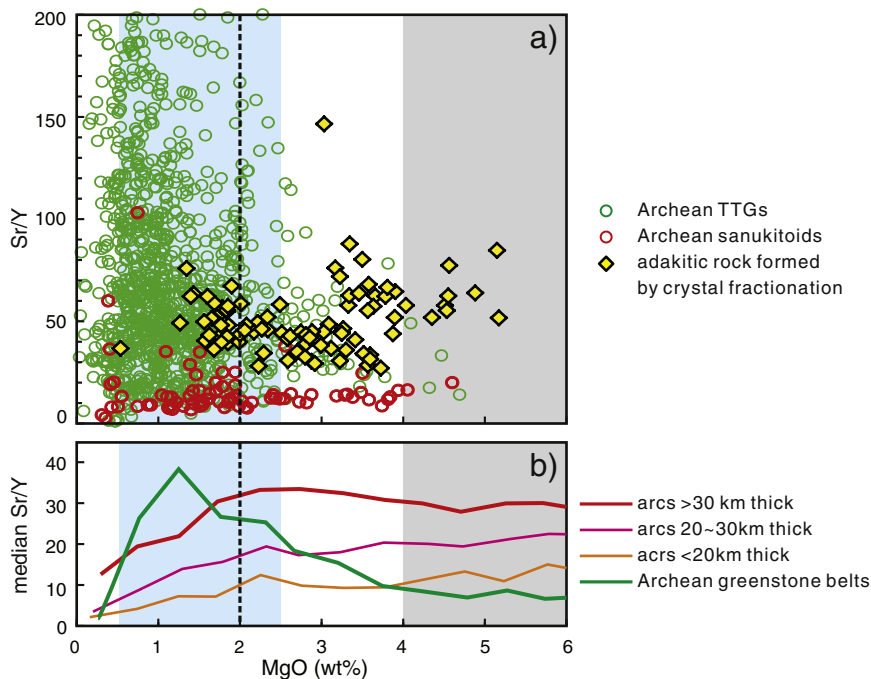 200
a)
150
100
50
0
Sr/Y
Archean TTGs
Archean sanukitoids
adakitic rock formed
by crystal fractionation
b)
40
30
20
10
0
median Sr/Y
arcs >30 km thick
arcs 20~30km thick
acrs <20km thick
Archean greenstone belts
0 1 2 3 4 5 6
MgO (wt%)